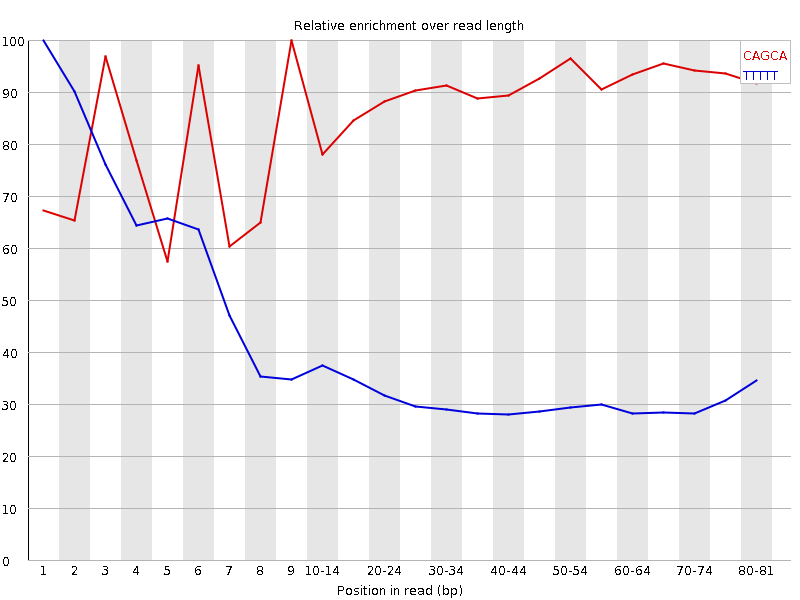 Relative enrichment over read length
CAGCA
TTTTT
100
90
80
70
60
50
40
30
20
10
0
1 2 3 4 5 6 7 8 9 10-14 20-24 30-34 40-44 50-54 60-64 70-74 80-81
Position in read (bp)